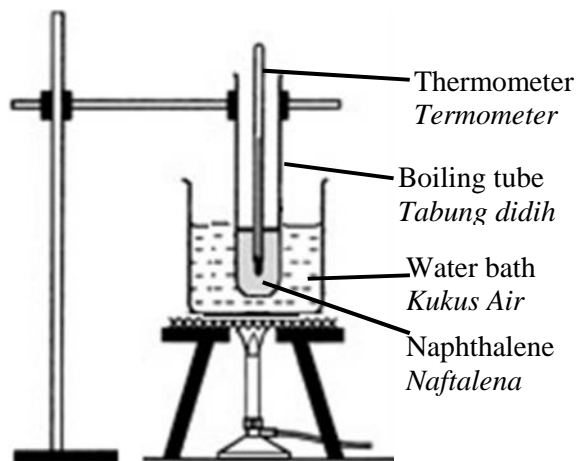 Thermometer
Termometer
Boiling tube
Tabung didih
Water bath
Kukus Air
Naphthalene
Naftalena